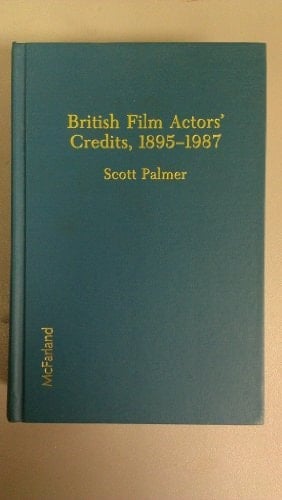 British Film Actors'
Credits, 1895–1987
Scott Palmer
McFarland